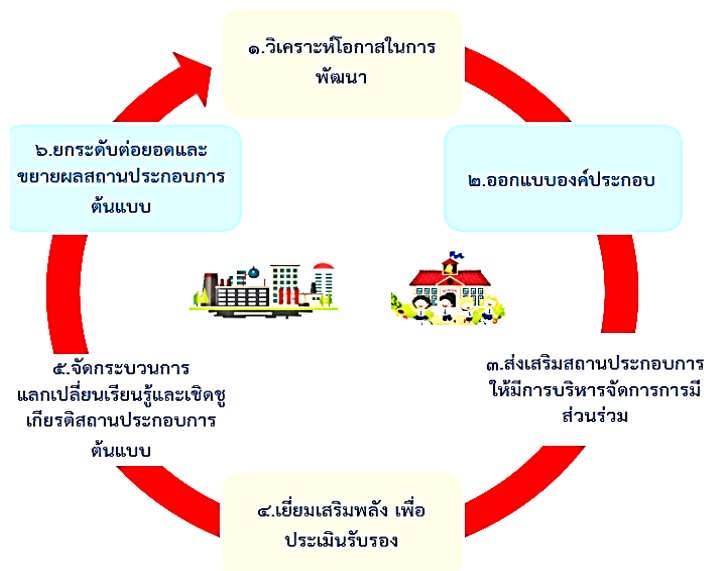 ๑.วิเคราะห์โอกาสในการ
พัฒนา
๒.ออกแบบองค์ประกอบ
๓.ส่งเสริมสถานประกอบการ
ให้มีการบริหารจัดการการมี
ส่วนร่วม
๔.เยี่ยมเสริมพลัง เพื่อ
ประเมินรับรอง
๕.จัดกระบวนการ
แลกเปลี่ยนเรียนรู้และเชิดชู
เกียรติสถานประกอบการ
ต้นแบบ
๖.ยกระดับต่อยอดและ
ขยายผลสถานประกอบการ
ต้นแบบ